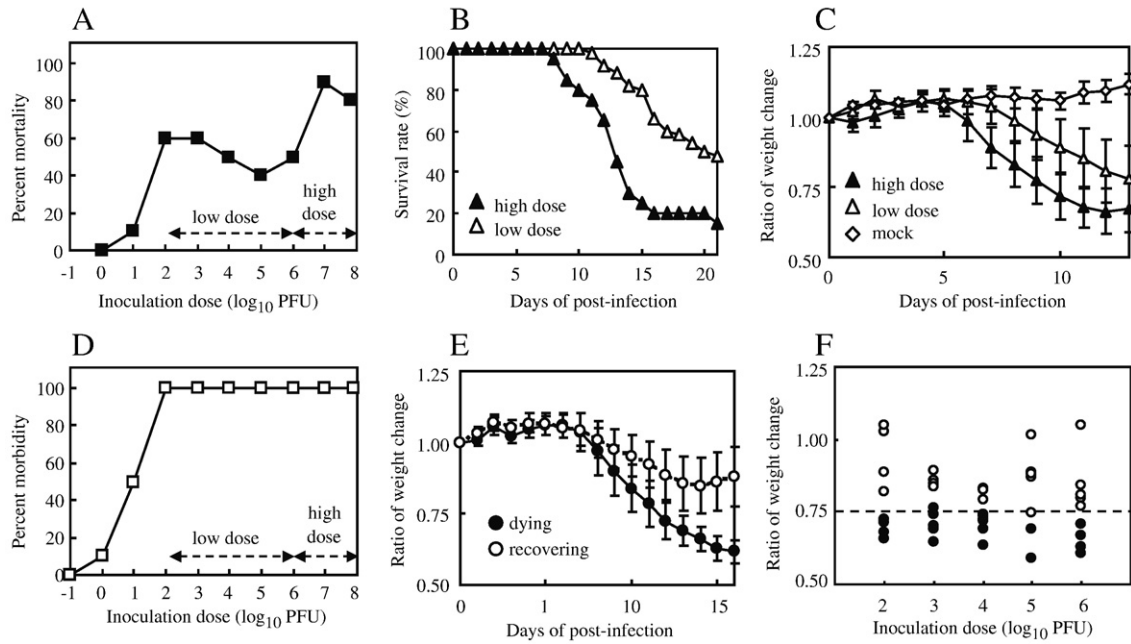 A
Percent mortality
100
80
60
40
20
0
low dose
high
dose
-1 0 1 2 3 4 5 6 7 8
Inoculation dose (log10 PFU)
B
Survival rate (%)
100
80
60
40
20
0
high dose
low dose
0 5 10 15 20
Days of post-infection
C
Ratio of weight change
1.25
1.00
0.75
0.50
high dose
low dose
mock
0 5 10
Days of post-infection
D
Percent morbidity
100
80
60
40
20
0
low dose
high
dose
-1 0 1 2 3 4 5 6 7 8
Inoculation dose (log10 PFU)
E
Ratio of weight change
1.25
1.00
0.75
0.50
dying
recovering
0 1 10 15
Days of post-infection
F
Ratio of weight change
1.25
1.00
0.75
0.50
2 3 4 5 6
Inoculation dose (log10 PFU)